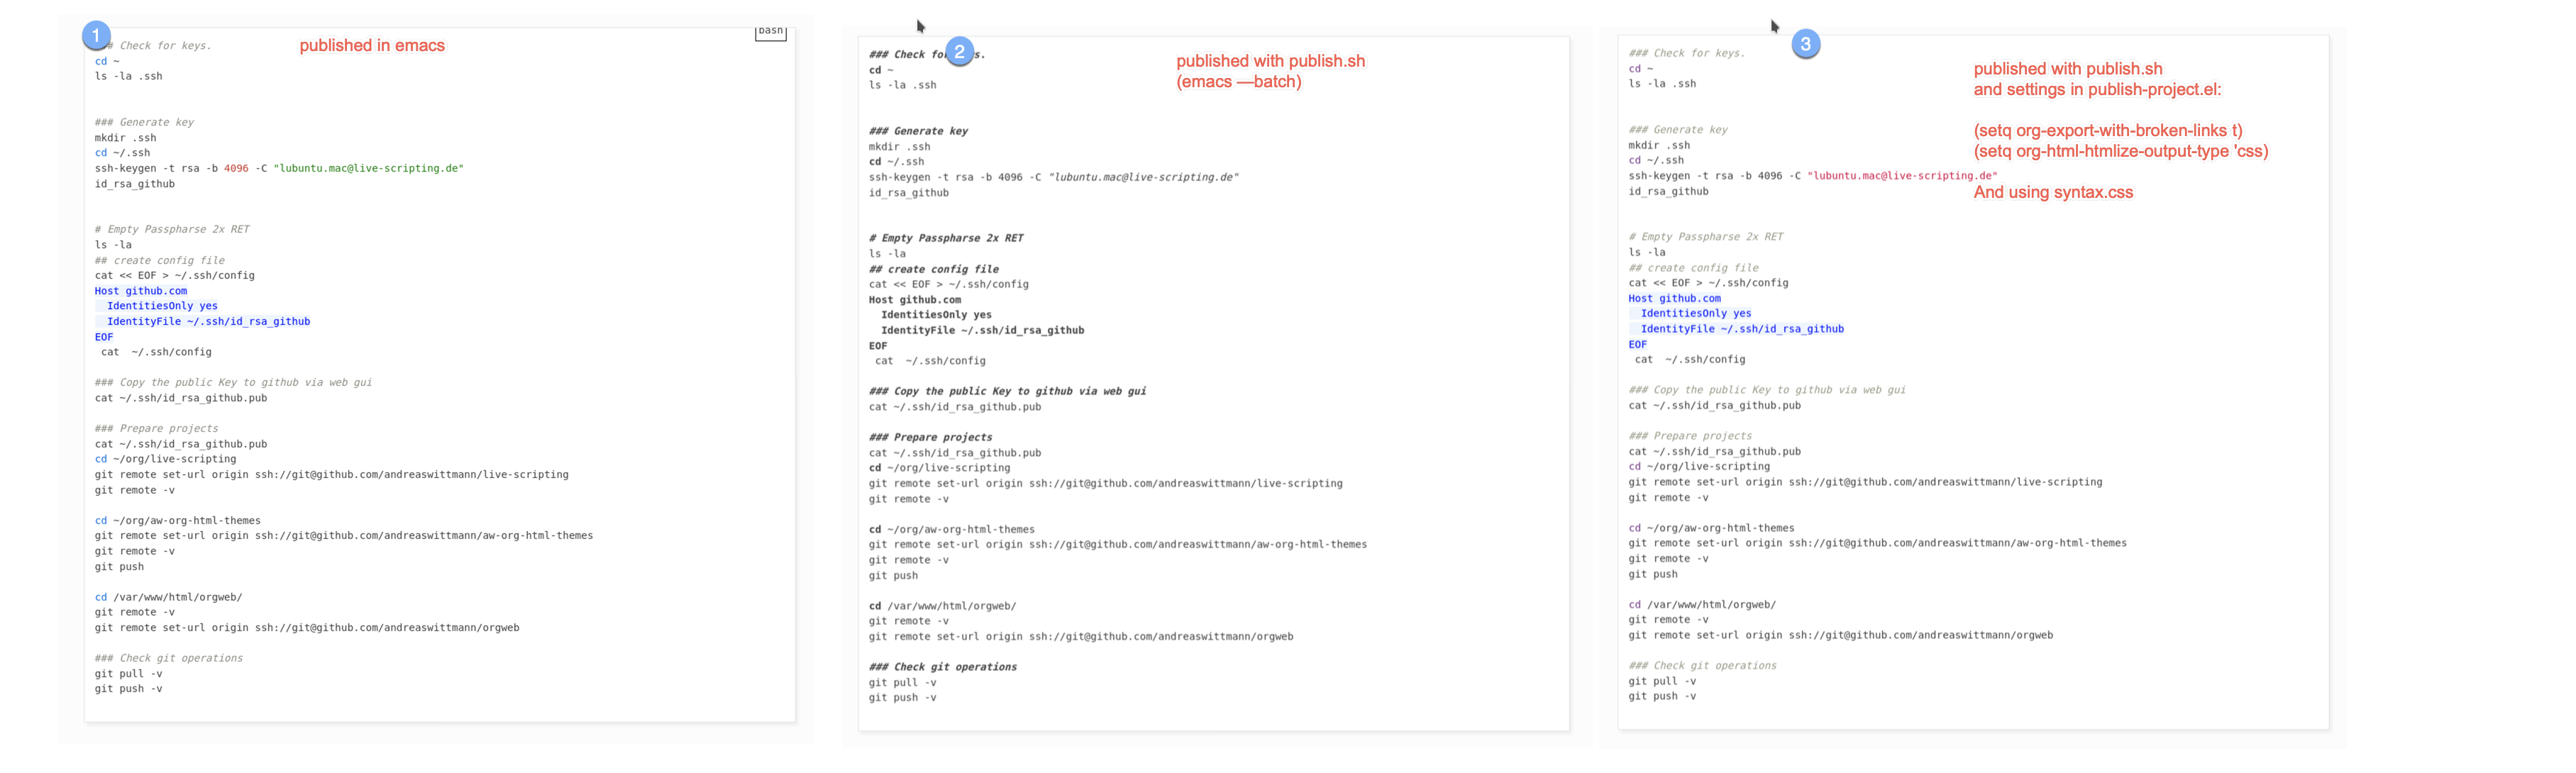 1
## Check for keys.
published in emacs
bash
cd ~
ls -la .ssh
### Generate key
mkdir .ssh
cd ~/.ssh
ssh-keygen -t rsa -b 4096 -C "lubuntu.mac@live-scripting.de"
id_rsa_github
# Empty Passpharse 2x RET
ls -la
## create config file
cat << EOF > ~/.ssh/config
Host github.com
  IdentitiesOnly yes
  IdentityFile ~/.ssh/id_rsa_github
EOF
 cat  ~/.ssh/config
### Copy the public Key to github via web gui
cat ~/.ssh/id_rsa_github.pub
### Prepare projects
cat ~/.ssh/id_rsa_github.pub
cd ~/org/live-scripting
git remote set-url origin ssh://git@github.com/andreaswittmann/live-scripting
git remote -v
cd ~/org/aw-org-html-themes
git remote set-url origin ssh://git@github.com/andreaswittmann/aw-org-html-themes
git remote -v
git push
cd /var/www/html/orgweb/
git remote -v
git remote set-url origin ssh://git@github.com/andreaswittmann/orgweb
### Check git operations
git pull -v
git push -v
2
### Check for s.
published with publish.sh
(emacs —batch)
cd ~
ls -la .ssh
### Generate key
mkdir .ssh
cd ~/.ssh
ssh-keygen -t rsa -b 4096 -C "lubuntu.mac@live-scripting.de"
id_rsa_github
# Empty Passpharse 2x RET
ls -la
## create config file
cat << EOF > ~/.ssh/config
Host github.com
  IdentitiesOnly yes
  IdentityFile ~/.ssh/id_rsa_github
EOF
 cat  ~/.ssh/config
### Copy the public Key to github via web gui
cat ~/.ssh/id_rsa_github.pub
### Prepare projects
cat ~/.ssh/id_rsa_github.pub
cd ~/org/live-scripting
git remote set-url origin ssh://git@github.com/andreaswittmann/live-scripting
git remote -v
cd ~/org/aw-org-html-themes
git remote set-url origin ssh://git@github.com/andreaswittmann/aw-org-html-themes
git remote -v
git push
cd /var/www/html/orgweb/
git remote -v
git remote set-url origin ssh://git@github.com/andreaswittmann/orgweb
### Check git operations
git pull -v
git push -v
3
### Check for keys.
cd ~
ls -la .ssh
published with publish.sh
and settings in publish-project.el:
(setq org-export-with-broken-links t)
(setq org-html-htmlize-output-type 'css)
And using syntax.css
### Generate key
mkdir .ssh
cd ~/.ssh
ssh-keygen -t rsa -b 4096 -C "lubuntu.mac@live-scripting.de"
id_rsa_github
# Empty Passpharse 2x RET
ls -la
## create config file
cat << EOF > ~/.ssh/config
Host github.com
  IdentitiesOnly yes
  IdentityFile ~/.ssh/id_rsa_github
EOF
 cat  ~/.ssh/config
### Copy the public Key to github via web gui
cat ~/.ssh/id_rsa_github.pub
### Prepare projects
cat ~/.ssh/id_rsa_github.pub
cd ~/org/live-scripting
git remote set-url origin ssh://git@github.com/andreaswittmann/live-scripting
git remote -v
cd ~/org/aw-org-html-themes
git remote set-url origin ssh://git@github.com/andreaswittmann/aw-org-html-themes
git remote -v
git push
cd /var/www/html/orgweb/
git remote -v
git remote set-url origin ssh://git@github.com/andreaswittmann/orgweb
### Check git operations
git pull -v
git push -v